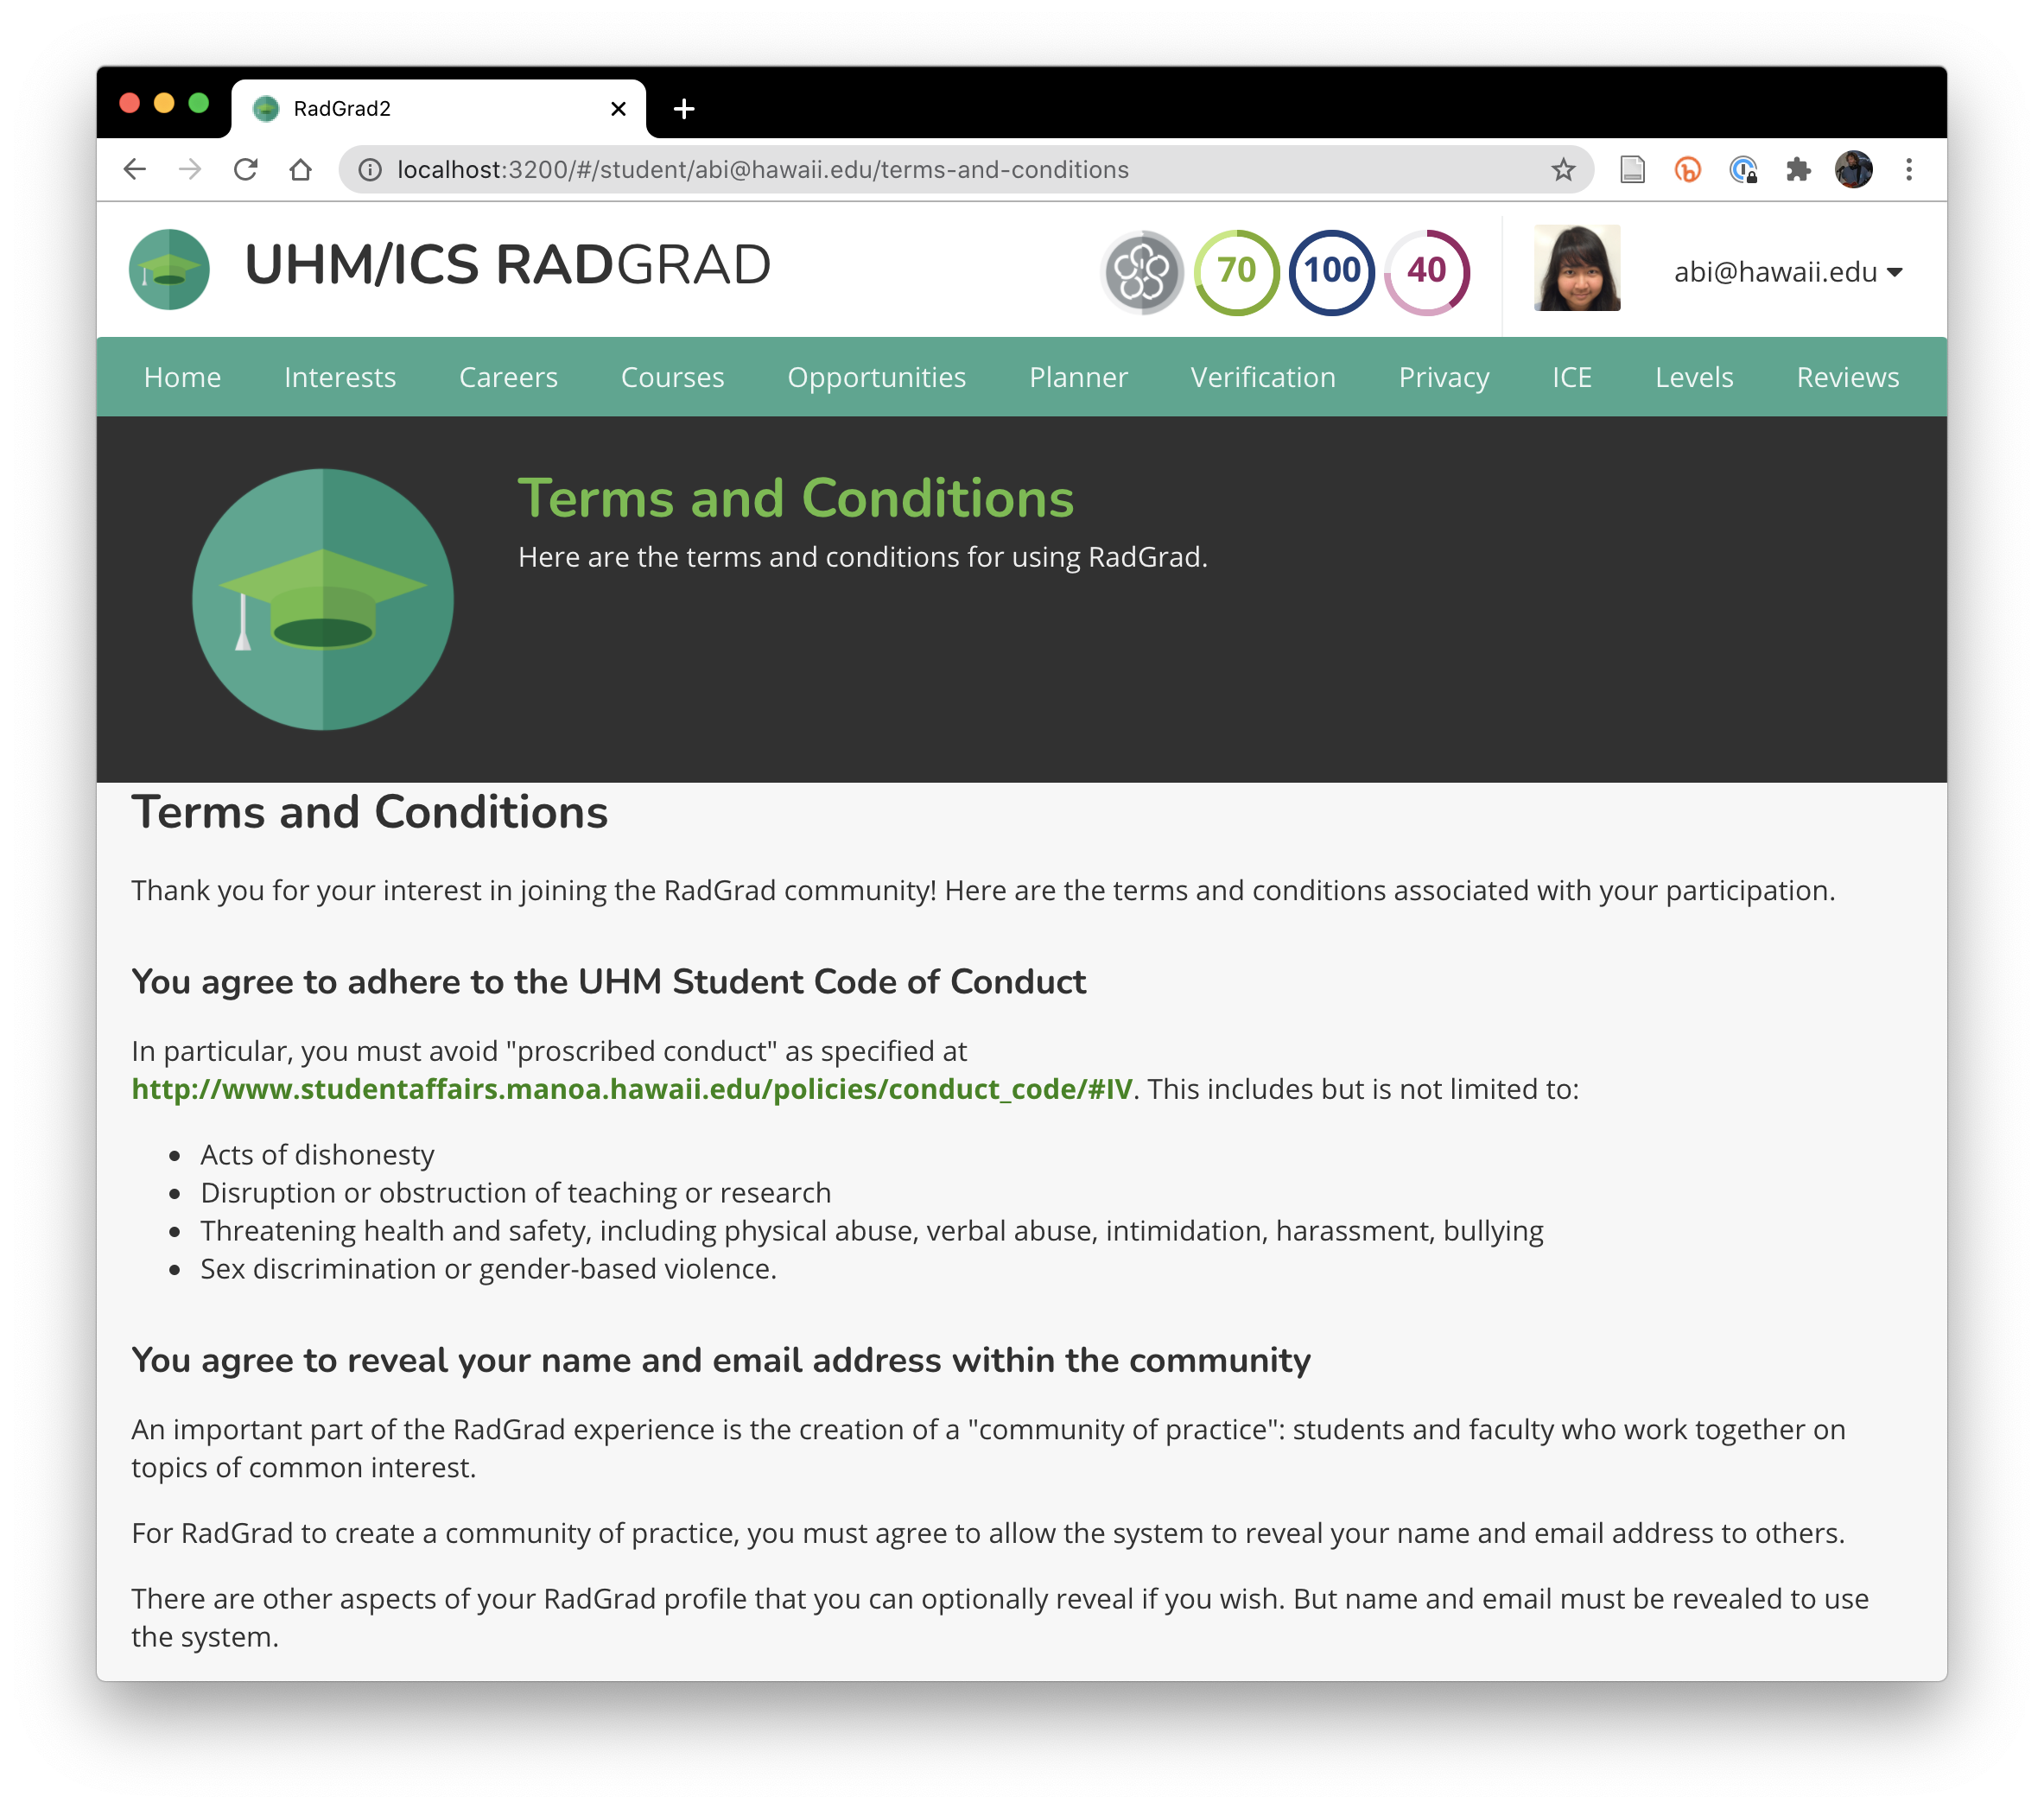 RadGrad2
localhost:3200/#/student/abi@hawaii.edu/terms-and-conditions
UHM/ICS RADGRAD
70 100 40
abi@hawaii.edu
Home Interests Careers Courses Opportunities Planner Verification Privacy ICE Levels Reviews
Terms and Conditions
Here are the terms and conditions for using RadGrad.
Terms and Conditions
Thank you for your interest in joining the RadGrad community! Here are the terms and conditions associated with your participation.
You agree to adhere to the UHM Student Code of Conduct
In particular, you must avoid "proscribed conduct" as specified at
http://www.studentaffairs.manoa.hawaii.edu/policies/conduct_code/#IV. This includes but is not limited to:
• Acts of dishonesty
• Disruption or obstruction of teaching or research
• Threatening health and safety, including physical abuse, verbal abuse, intimidation, harassment, bullying
• Sex discrimination or gender-based violence.
You agree to reveal your name and email address within the community
An important part of the RadGrad experience is the creation of a "community of practice": students and faculty who work together on
topics of common interest.
For RadGrad to create a community of practice, you must agree to allow the system to reveal your name and email address to others.
There are other aspects of your RadGrad profile that you can optionally reveal if you wish. But name and email must be revealed to use
the system.